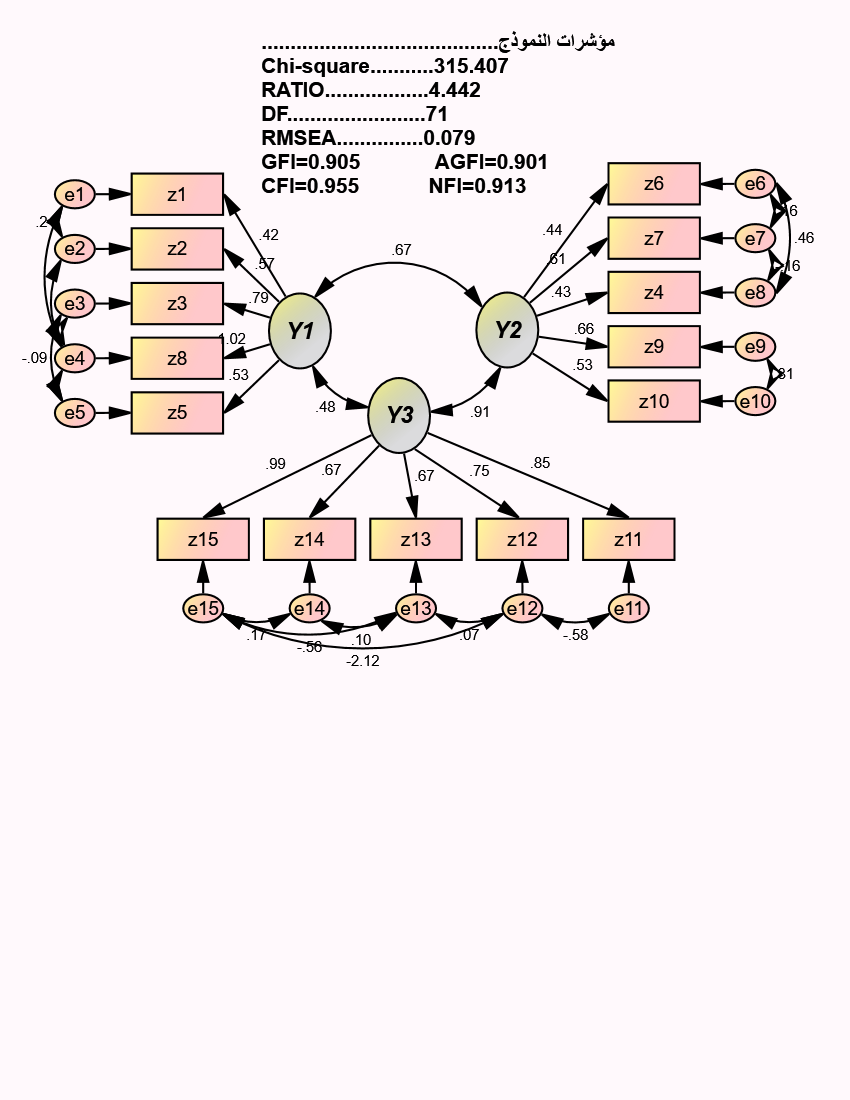 مؤشرات النموذج.........................................
Chi-square...........315.407
RATIO..................4.442
DF........................71
RMSEA...............0.079
GFI=0.905 AGFI=0.901
CFI=0.955 NFI=0.913
e1 z1 z6 e6
e2 z2 z7 e7
e3 z3 z4 e8
e4 z8 z9 e9
e5 z5 z10 e10
.42 .57 .79 1.02 .53
-.09
.44 .61 .43 .66 .53
.46
.67
Y1 Y2
.48 Y3 .91
.99 .67 .67 .75 .85
z15 z14 z13 z12 z11
e15 e14 e13 e12 e11
.17 -.56 .10 .07 -.58
-2.12